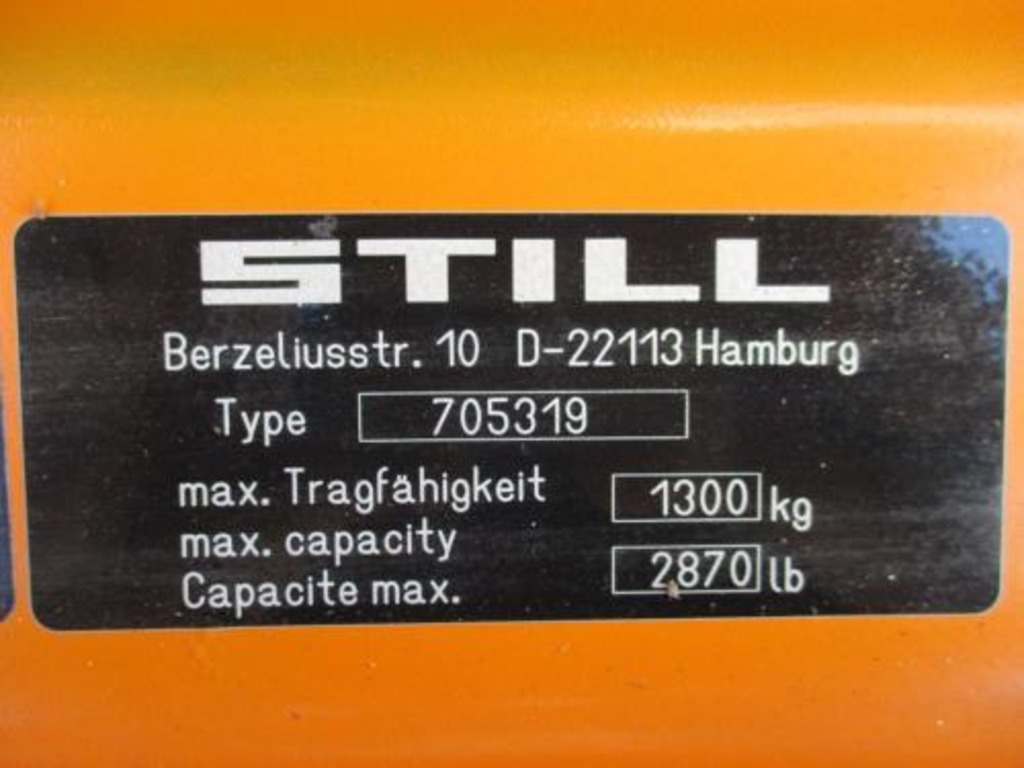 STILL
Berzeliusstr. 10 D-22113 Hamburg
Type 705319
max. Tragfähigkeit 1300 kg
max. capacity
Capacite max. 2870 lb